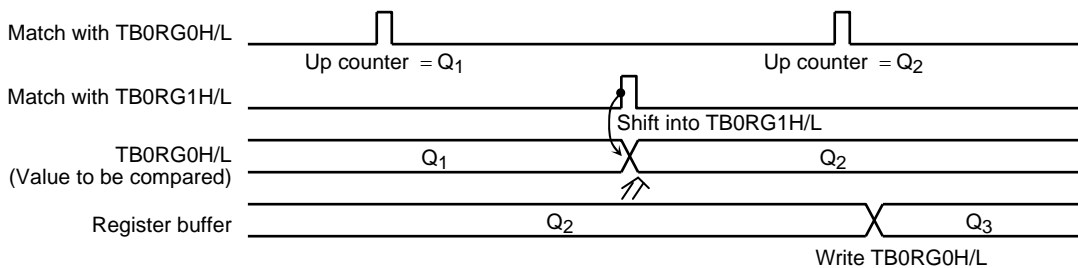 Match with TB0RG0H/L
Up counter = Q1
Up counter = Q2
Match with TB0RG1H/L
Shift into TB0RG1H/L
TB0RG0H/L
(Value to be compared)
Q1
Q2
Register buffer
Q2
Q3
Write TB0RG0H/L